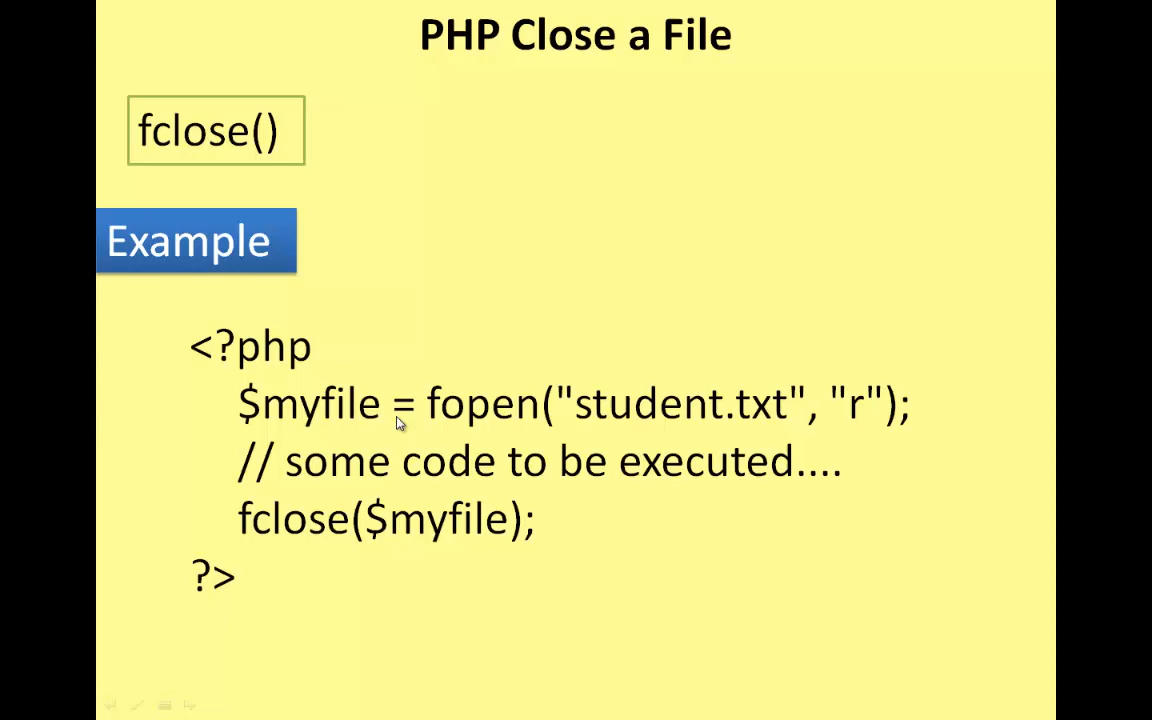 PHP Close a File
fclose()
Example
<?php
$myfile = fopen("student.txt", "r");
// some code to be executed....
fclose($myfile);
?>